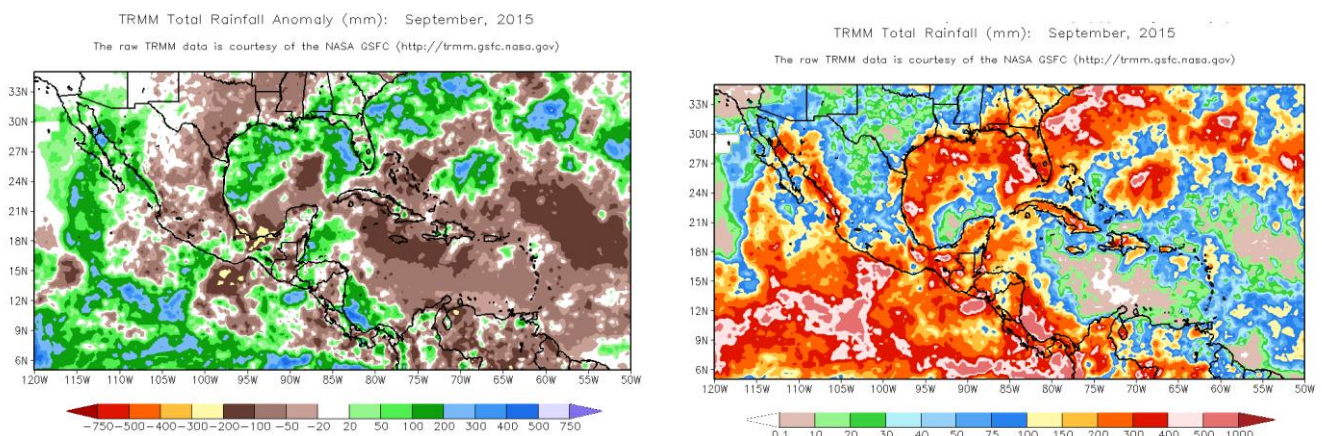 TRMM Total Rainfall Anomaly (mm): September, 2015
The raw TRMM data is courtesy of the NASA GSFC (http://trmm.gsfc.nasa.gov)
33N
30N
27N
24N
21N
18N
15N
12N
9N
6N
120W 115W 110W 105W 100W 95W 90W 85W 80W 75W 70W 65W 60W 55W 50W
-750 -500 -400 -300 -200 -100 -50 -20 20 50 100 200 300 400 500 750
TRMM Total Rainfall (mm): September, 2015
The raw TRMM data is courtesy of the NASA GSFC (http://trmm.gsfc.nasa.gov)
33N
30N
27N
24N
21N
18N
15N
12N
9N
6N
120W 115W 110W 105W 100W 95W 90W 85W 80W 75W 70W 65W 60W 55W 50W
0.1 10 20 30 40 50 75 100 150 200 300 400 500 1000